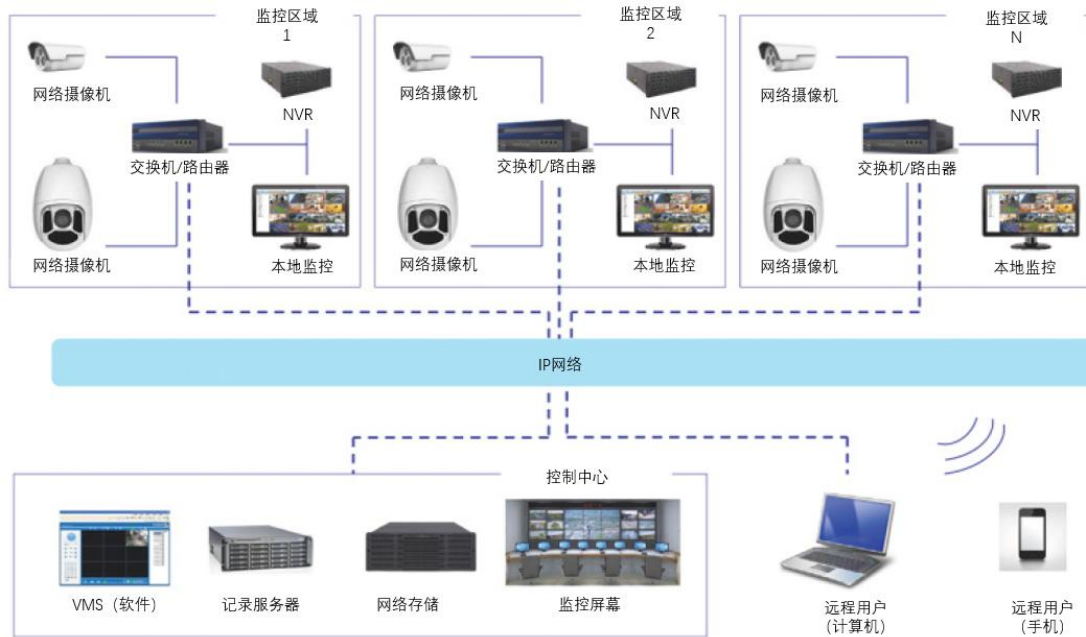 监控区域
1
网络摄像机
NVR
交换机/路由器
网络摄像机
本地监控
监控区域
2
网络摄像机
NVR
交换机/路由器
网络摄像机
本地监控
监控区域
N
网络摄像机
NVR
交换机/路由器
网络摄像机
本地监控
IP网络
控制中心
VMS（软件）
记录服务器
网络存储
监控屏幕
远程用户
(计算机)
远程用户
(手机)